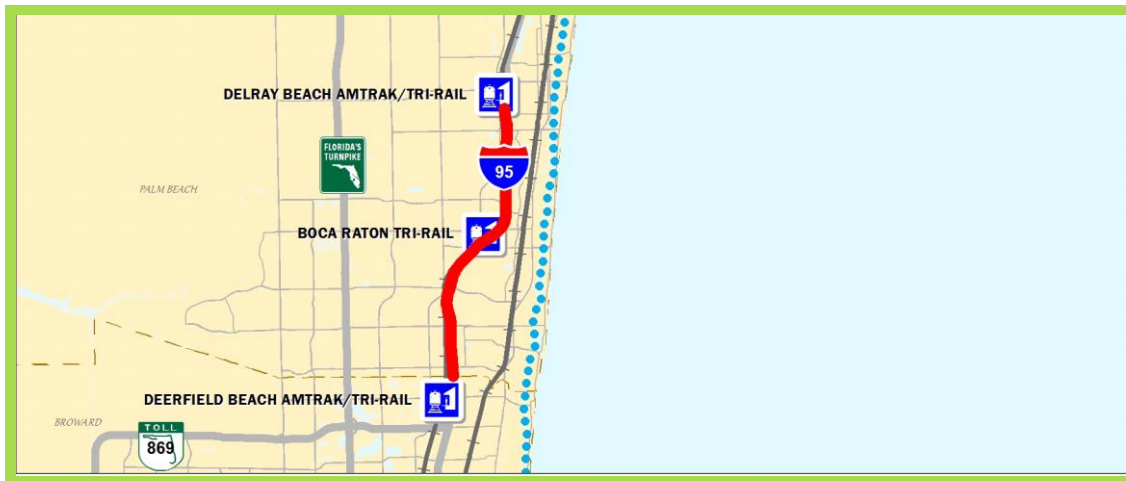 DELRAY BEACH AMTRAK/TRI-RAIL
FLORIDA'S
TURNPIKE
95
PALM BEACH
BOCA RATON TRI-RAIL
DEERFIELD BEACH AMTRAK/TRI-RAIL
BROWARD
TOLL
869